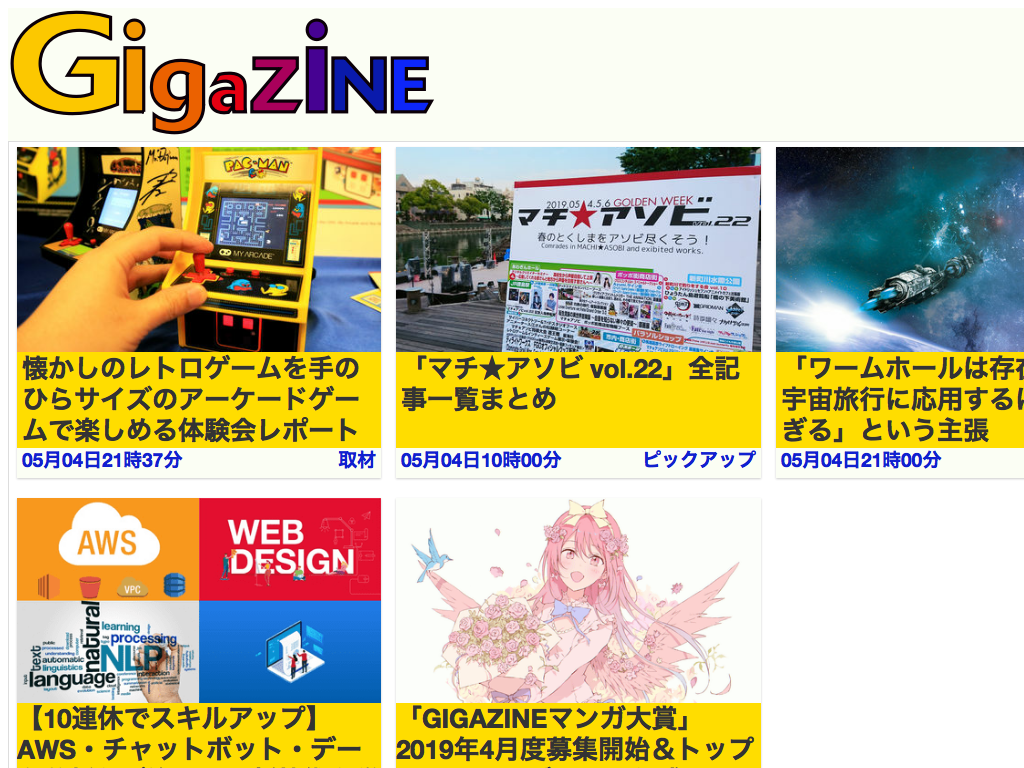 GigaZiNE
PAC-MAN
MY ARCADE
2019.05 4.5.6 GOLDEN WEEK
マチ★アソビ vol.22
春のとくしまをアソビ尽くそう！
Comrades in MACHI★ASOBI and exibited works.
懐かしのレトロゲームを手の
ひらサイズのアーケードゲー
ムで楽しめる体験会レポート
05月04日21時37分 取材
「マチ★アソビ vol.22」全記
事一覧まとめ
05月04日10時00分 ピックアップ
「ワームホールは存在
宇宙旅行に応用するに
ぎる」という主張
05月04日21時00分
AWS
VPC
WEB
DESIGN
natural
learning
processing
text
automatic
linguistics
NLP
language
【10連休でスキルアップ】
AWS・チャットボット・デー
「GIGAZINEマンガ大賞」
2019年4月度募集開始＆トップ